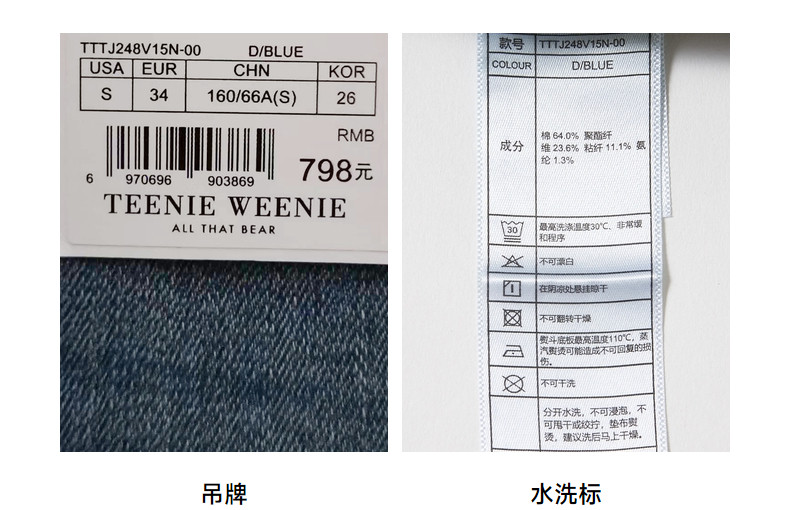 TTTJ248V15N-00 D/BLUE
USA EUR CHN KOR
S 34 160/66A(S) 26
RMB
798元
6 970696 903869
TEENIE WEENIE
ALL THAT BEAR
吊牌
款号 TTTJ248V15N-00
COLOUR D/BLUE
成分
棉 64.0% 聚酯纤
维 23.6% 粘纤 11.1% 氨
纶 1.3%
30
最高洗涤温度30℃，非常缓
和程序
不可漂白
在阴凉处悬挂晾干
不可翻转干燥
熨斗底板最高温度110℃，蒸
汽熨烫可能造成不可回复的损
伤。
不可干洗
分开水洗，不可浸泡，不
可甩干或绞拧，垫布熨
烫，建议洗后马上干燥。
水洗标